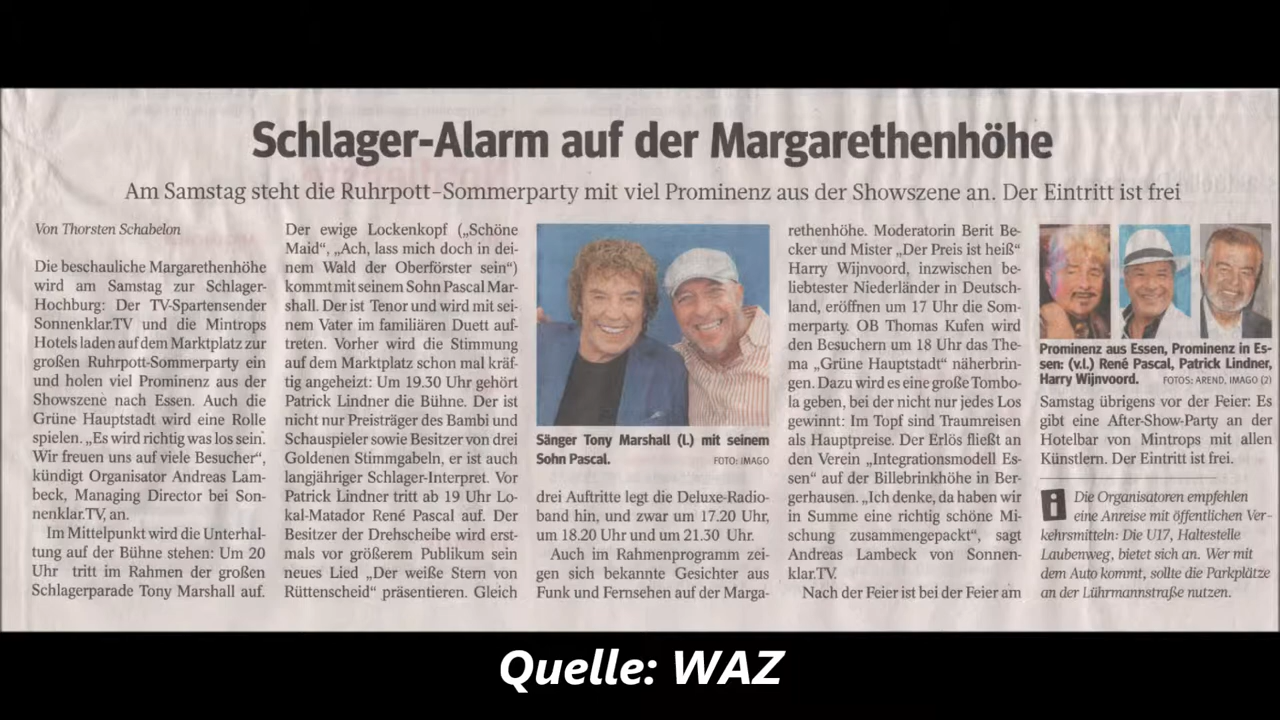 Schlager-Alarm auf der Margarethenhöhe
Am Samstag steht die Ruhrpott-Sommerparty mit viel Prominenz aus der Showszene an. Der Eintritt ist frei
Von Thorsten Schabelon
Die beschauliche Margarethenhöhe
wird am Samstag zur Schlager-
Hochburg: Der TV-Spartensender
Sonnenklar.TV und die Mintrops
Hotels laden auf dem Marktplatz zur
großen Ruhrpott-Sommerparty ein
und holen viel Prominenz aus der
Showszene nach Essen. Auch die
Grüne Hauptstadt wird eine Rolle
spielen. „Es wird richtig was los sein.
Wir freuen uns auf viele Besucher“,
kündigt Organisator Andreas Lam-
beck, Managing Director bei Son-
nenklar.TV, an.
Im Mittelpunkt wird die Unterhal-
tung auf der Bühne stehen: Um 20
Uhr tritt im Rahmen der großen
Schlagerparade Tony Marshall auf.
Der ewige Lockenkopf („Schöne
Maid“, „Ach, lass mich doch in dei-
nem Wald der Oberförster sein“)
kommt mit seinem Sohn Pascal Mar-
shall. Der ist Tenor und wird mit sei-
nem Vater im familiären Duett auf-
treten. Vorher wird die Stimmung
auf dem Marktplatz schon mal kräf-
tig angeheizt: Um 19.30 Uhr gehört
Patrick Lindner die Bühne. Der ist
nicht nur Preisträger des Bambi und
Schauspieler sowie Besitzer von drei
Goldenen Stimmgabeln, er ist auch
langjähriger Schlager-Interpret. Vor
Patrick Lindner tritt ab 19 Uhr Lo-
kal-Matador René Pascal auf. Der
Besitzer der Drehscheibe wird erst-
mals vor größerem Publikum sein
neues Lied „Der weiße Stern von
Rüttenscheid“ präsentieren. Gleich
Sänger Tony Marshall (l.) mit seinem
Sohn Pascal. FOTO: IMAGO
drei Auftritte legt die Deluxe-Radio-
band hin, und zwar um 17.20 Uhr,
um 18.20 Uhr und um 21.30 Uhr.
Auch im Rahmenprogramm zei-
gen sich bekannte Gesichter aus
Funk und Fernsehen auf der Marga-
rethenhöhe. Moderatorin Berit Be-
cker und Mister „Der Preis ist heiß“
Harry Wijnvoord, inzwischen be-
liebtester Niederländer in Deutsch-
land, eröffnen um 17 Uhr die Som-
merparty. OB Thomas Kufen wird
den Besuchern um 18 Uhr das The-
ma „Grüne Hauptstadt“ näherbrin-
gen. Dazu wird es eine große Tombo-
la geben, bei der nicht nur jedes Los
gewinnt: Im Topf sind Traumreisen
als Hauptpreise. Der Erlös fließt an
den Verein „Integrationsmodell Es-
sen“ auf der Billebrinkhöhe in Ber-
gerhausen. „Ich denke, da haben wir
in Summe eine richtig schöne Mi-
schung zusammengepackt“, sagt
Andreas Lambeck von Sonnen-
klar.TV.
Nach der Feier ist bei der Feier am
Prominenz aus Essen, Prominenz in Es-
sen: (v.l.) René Pascal, Patrick Lindner,
Harry Wijnvoord. FOTOS: AREND, IMAGO (2)
Samstag übrigens vor der Feier: Es
gibt eine After-Show-Party an der
Hotelbar von Mintrops mit allen
Künstlern. Der Eintritt ist frei.
i Die Organisatoren empfehlen
eine Anreise mit öffentlichen Ver-
kehrsmitteln: Die U17, Haltestelle
Laubenweg, bietet sich an. Wer mit
dem Auto kommt, sollte die Parkplätze
an der Lührmannstraße nutzen.
Quelle: WAZ